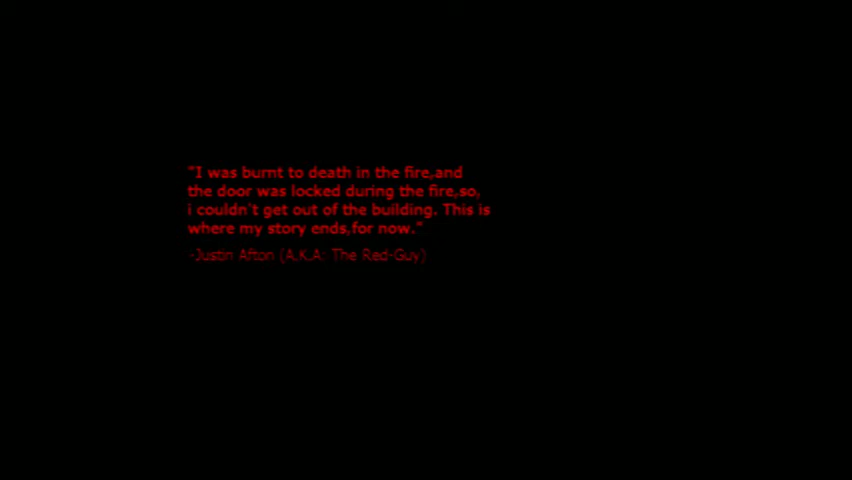 "I was burnt to death in the fire,and
the door was locked during the fire,so,
i couldn't get out of the building. This is
where my story ends,for now."
-Justin Afton (A.K.A: The Red-Guy)